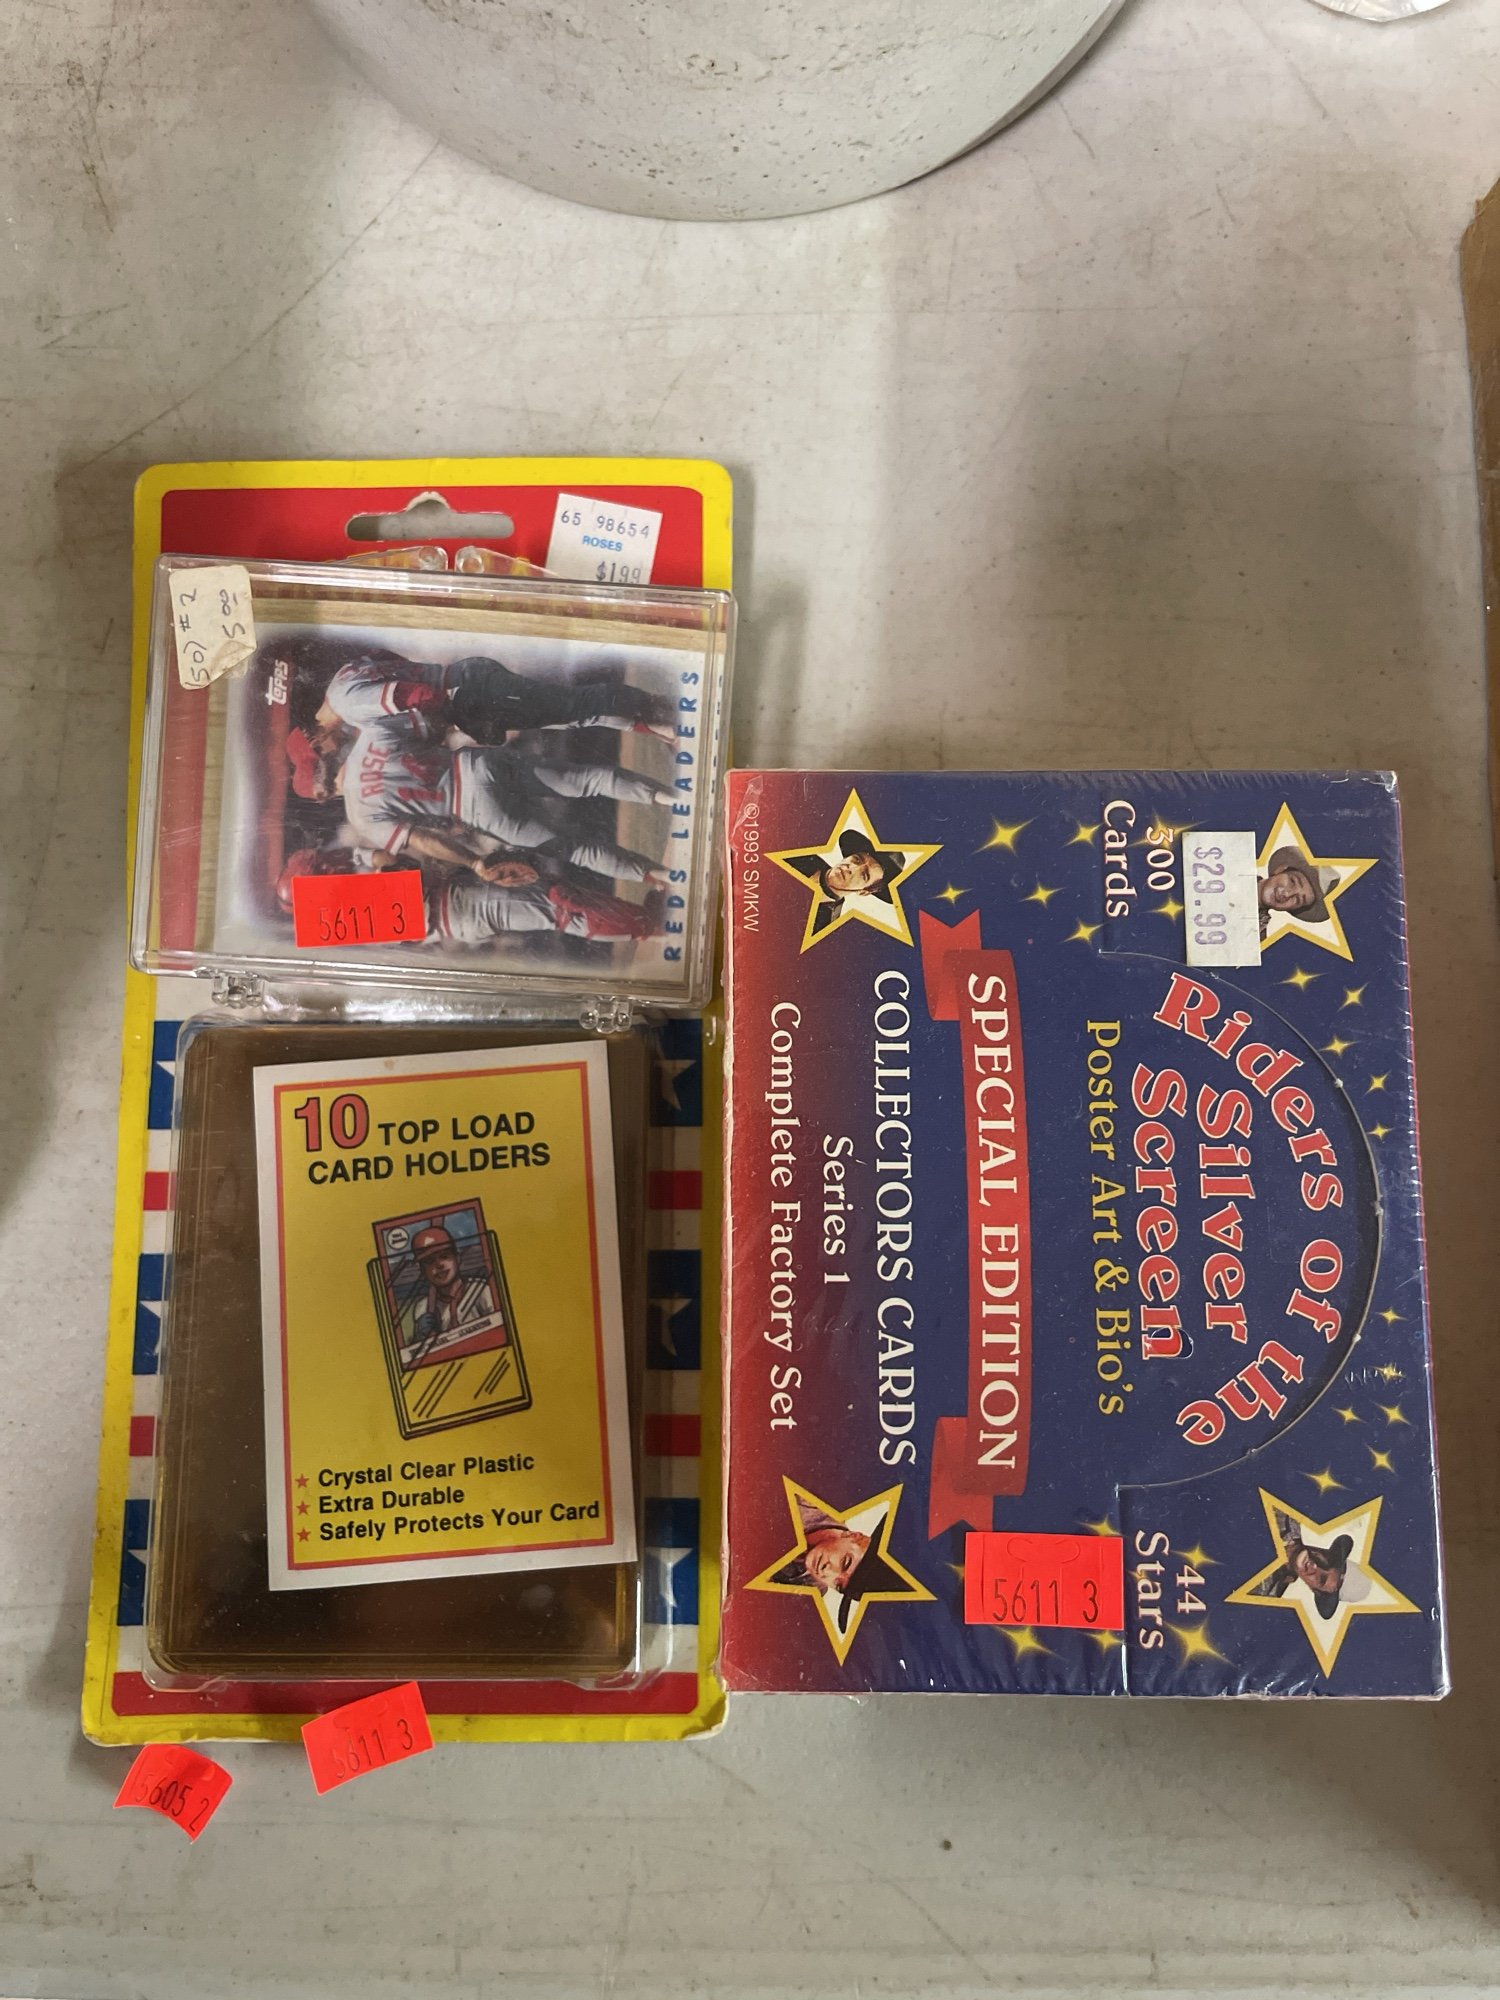 65 98654
ROSES
$1.99
(50) #2
5.00
TOPPS
ROSE
14
REDS LEADERS
5611 3
10 TOP LOAD
CARD HOLDERS
★ Crystal Clear Plastic
★ Extra Durable
★ Safely Protects Your Card
5611 3
5605 2
300
Cards
$29.99
Riders of the
Silver
Screen
Poster Art & Bio's
SPECIAL EDITION
COLLECTORS CARDS
Series 1
Complete Factory Set
©1993 SMKW
44
Stars
5611 3